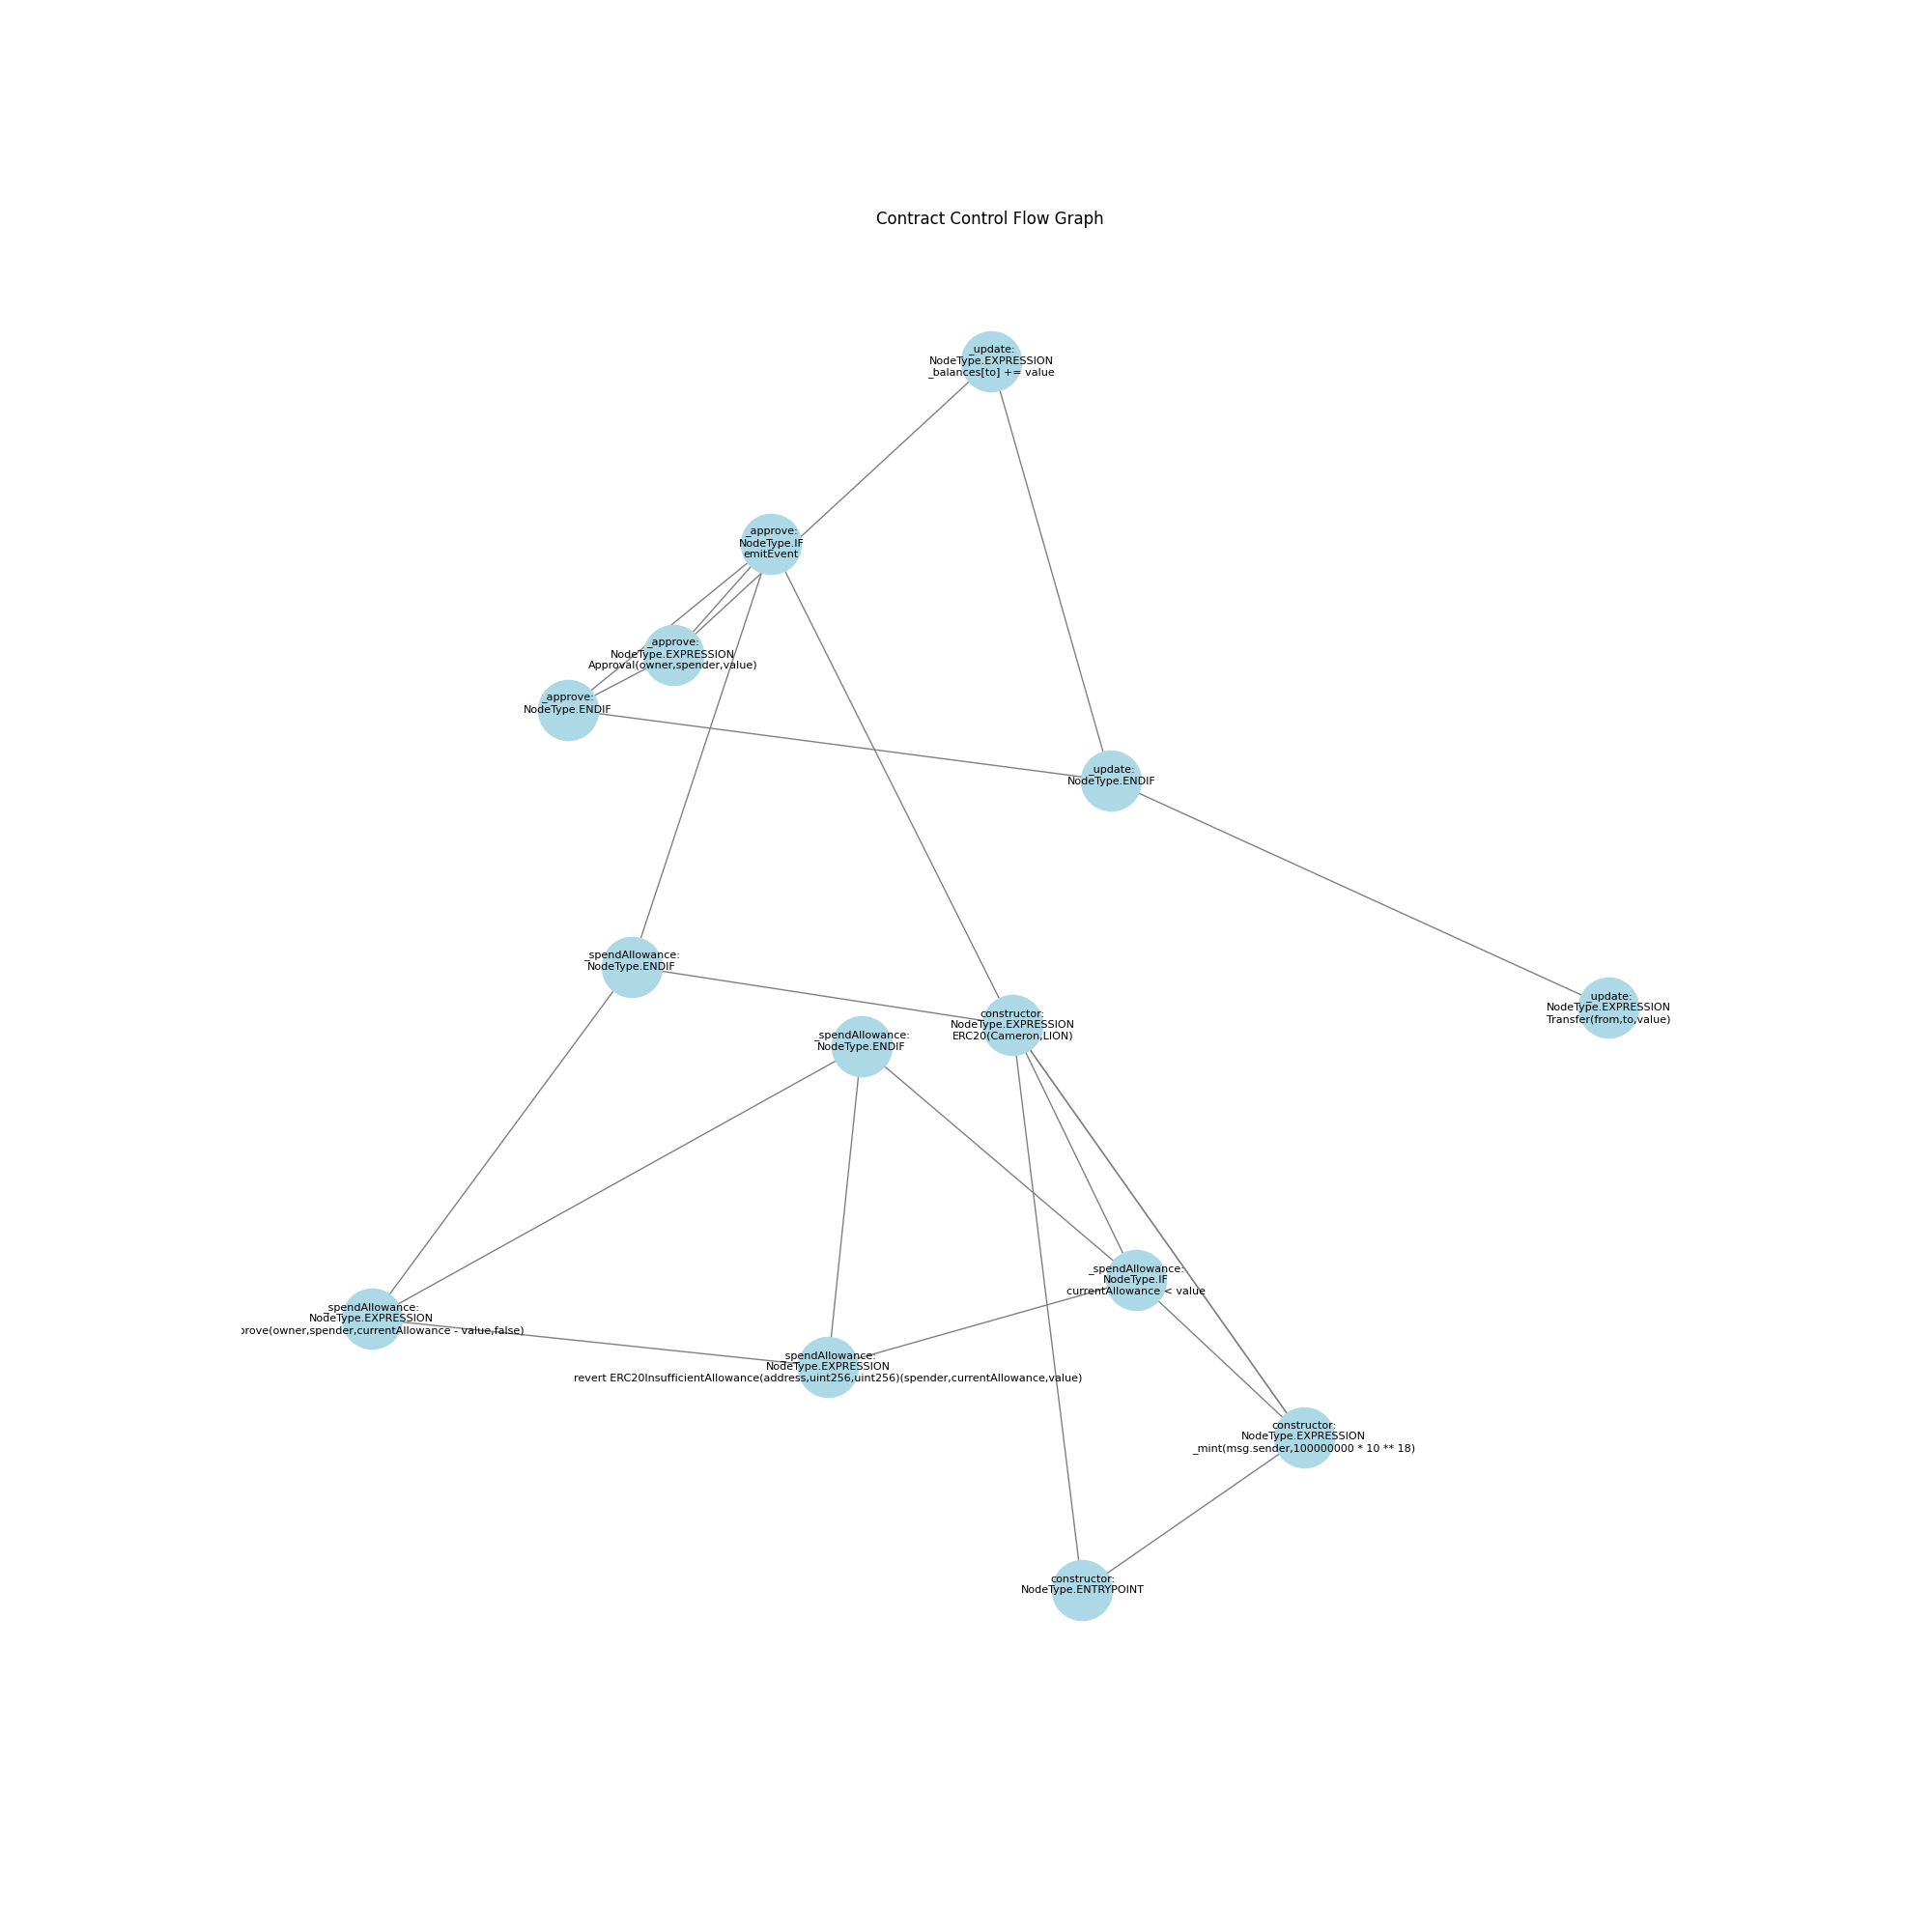 Contract Control Flow Graph
_update:
NodeType.EXPRESSION
_balances[to] += value
_approve:
NodeType.IF
emitEvent
_approve:
NodeType.EXPRESSION
Approval(owner,spender,value)
_approve:
NodeType.ENDIF
_update:
NodeType.ENDIF
_spendAllowance:
NodeType.ENDIF
_update:
NodeType.EXPRESSION
Transfer(from,to,value)
constructor:
NodeType.EXPRESSION
ERC20(Cameron,LION)
_spendAllowance:
NodeType.ENDIF
_spendAllowance:
NodeType.IF
currentAllowance < value
_spendAllowance:
NodeType.EXPRESSION
prove(owner,spender,currentAllowance - value,false)
_spendAllowance:
NodeType.EXPRESSION
revert ERC20InsufficientAllowance(address,uint256,uint256)(spender,currentAllowance,value)
constructor:
NodeType.EXPRESSION
_mint(msg.sender,100000000 * 10 ** 18)
constructor:
NodeType.ENTRYPOINT